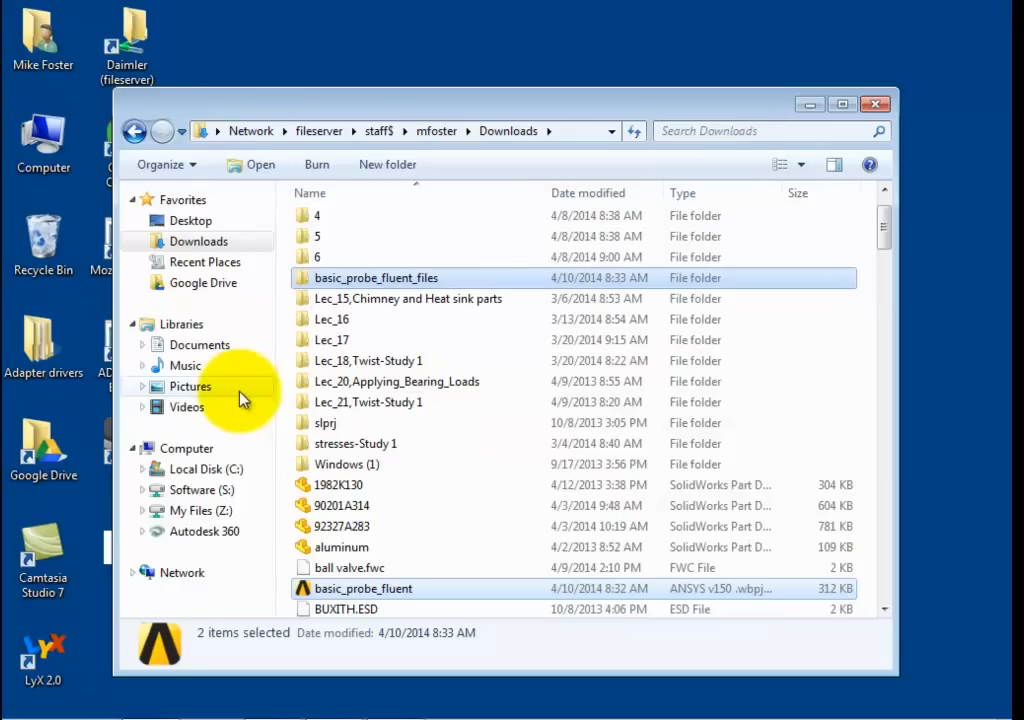 Mike Foster
Daimler
(fileserver)
Computer
Recycle Bin
Moz
Adapter drivers
AD
Google Drive
Camtasia
Studio 7
LyX
LyX 2.0
Network
fileserver
staff$
mfoster
Downloads
Search Downloads
Organize
Open
Burn
New folder
Favorites
Desktop
Downloads
Recent Places
Google Drive
Libraries
Documents
Music
Pictures
Videos
Computer
Local Disk (C:)
Software (S:)
My Files (Z:)
Autodesk 360
Network
Name Date modified Type Size
4 4/8/2014 8:38 AM File folder
5 4/8/2014 8:38 AM File folder
6 4/8/2014 9:00 AM File folder
basic_probe_fluent_files 4/10/2014 8:33 AM File folder
Lec_15,Chimney and Heat sink parts 3/6/2014 8:53 AM File folder
Lec_16 3/13/2014 8:54 AM File folder
Lec_17 3/20/2014 9:15 AM File folder
Lec_18,Twist-Study 1 3/20/2014 8:22 AM File folder
Lec_20,Applying_Bearing_Loads 4/9/2013 8:55 AM File folder
Lec_21,Twist-Study 1 4/9/2013 8:20 AM File folder
slprj 10/8/2013 3:05 PM File folder
stresses-Study 1 3/4/2014 8:40 AM File folder
Windows (1) 9/17/2013 3:56 PM File folder
1982K130 4/12/2013 3:38 PM SolidWorks Part D... 304 KB
90201A314 4/3/2014 9:48 AM SolidWorks Part D... 604 KB
92327A283 4/3/2014 10:19 AM SolidWorks Part D... 781 KB
aluminum 4/2/2013 8:52 AM SolidWorks Part D... 109 KB
ball valve.fwc 4/9/2014 2:10 PM FWC File 2 KB
basic_probe_fluent 4/10/2014 8:32 AM ANSYS v150 .wbpj... 312 KB
BUXITH.ESD 10/8/2013 4:06 PM ESD File 2 KB
2 items selected Date modified: 4/10/2014 8:33 AM